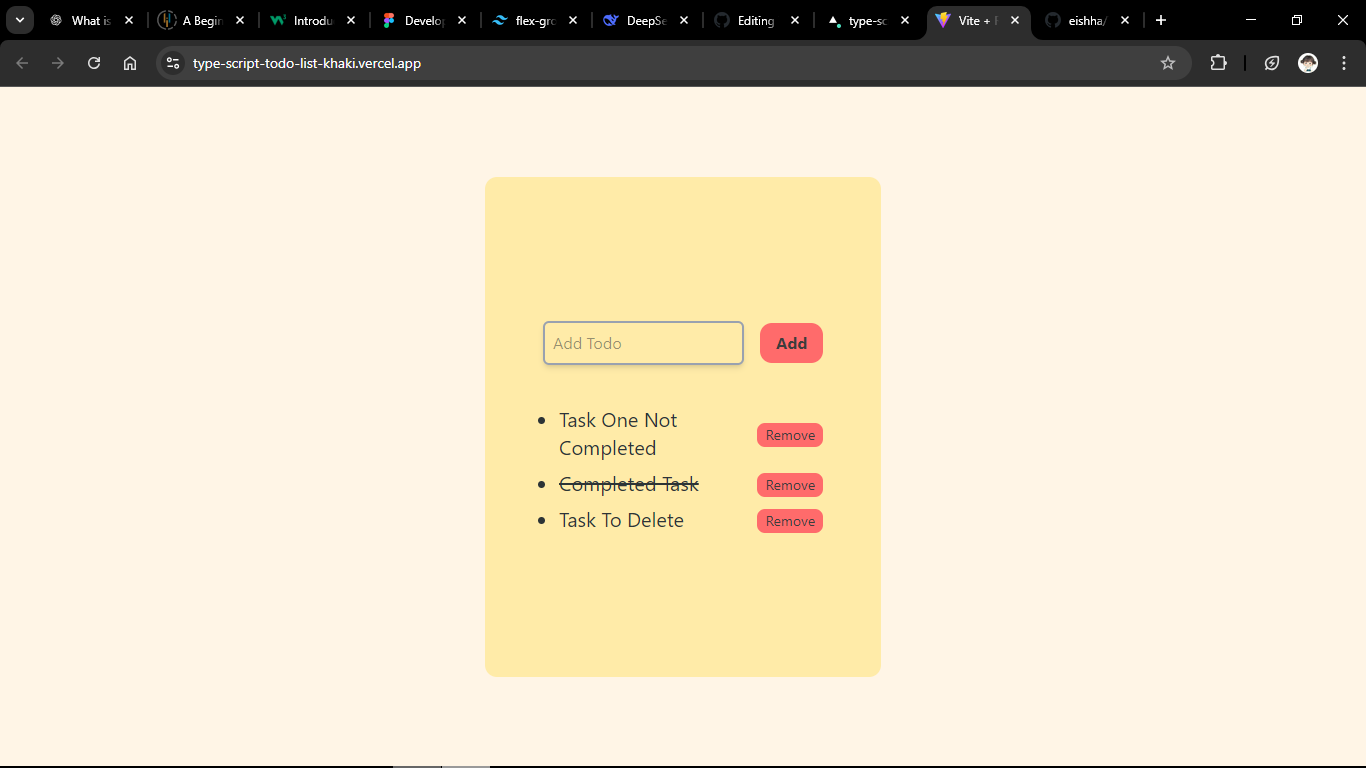 What is
A Begin
Introdu
Develop
flex-gro
DeepSe
Editing
type-sc
Vite +
eishha/
type-script-todo-list-khaki.vercel.app
Add Todo
Add
Task One Not
Completed
Remove
Completed Task
Remove
Task To Delete
Remove